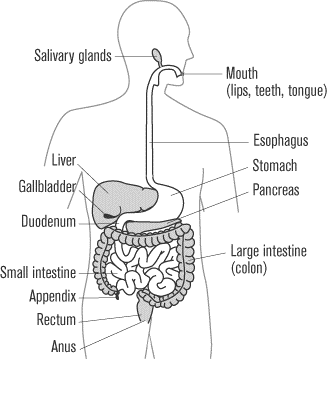 Salivary glands
Mouth
(lips, teeth, tongue)
Esophagus
Liver
Stomach
Gallbladder
Pancreas
Duodenum
Large intestine
(colon)
Small intestine
Appendix
Rectum
Anus